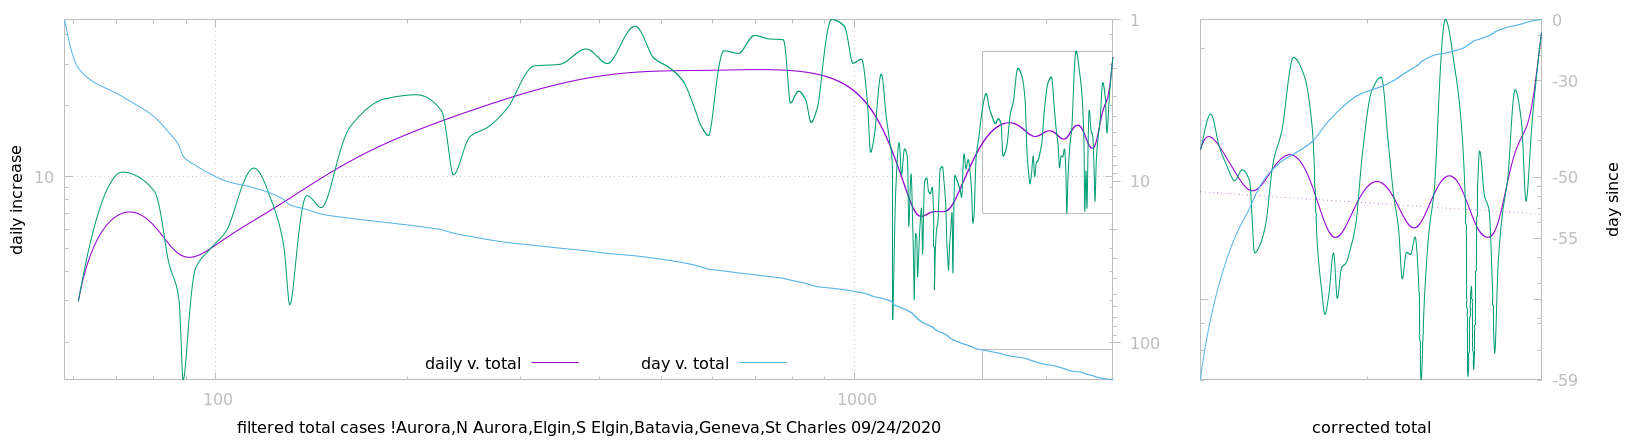 1
0
-30
10
10
-50
-55
daily increase
day since
100
daily v. total
day v. total
-59
100
1000
filtered total cases !Aurora,N Aurora,Elgin,S Elgin,Batavia,Geneva,St Charles 09/24/2020
corrected total